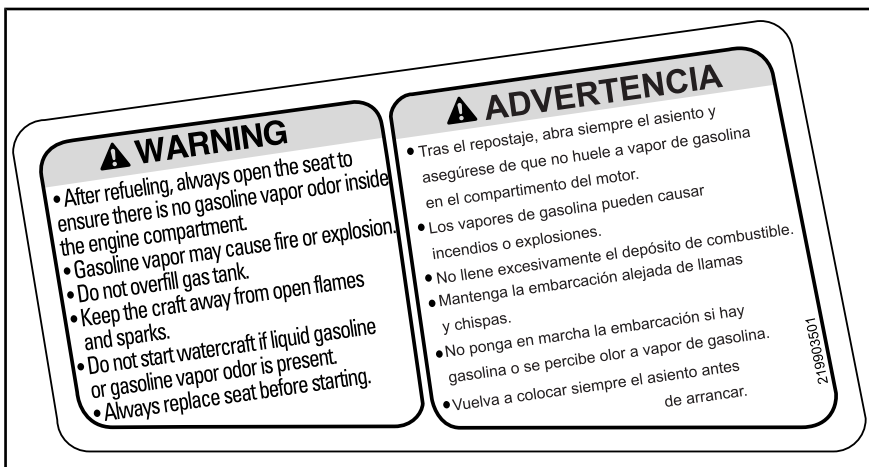 WARNING
• After refueling, always open the seat to
ensure there is no gasoline vapor odor inside
the engine compartment.
• Gasoline vapor may cause fire or explosion.
• Do not overfill gas tank.
• Keep the craft away from open flames
and sparks.
• Do not start watercraft if liquid gasoline
or gasoline vapor odor is present.
• Always replace seat before starting.
ADVERTENCIA
• Tras el repostaje, abra siempre el asiento y
asegúrese de que no huele a vapor de gasolina
en el compartimento del motor.
• Los vapores de gasolina pueden causar
incendios o explosiones.
• No llene excesivamente el depósito de combustible.
• Mantenga la embarcación alejada de llamas
y chispas.
• No ponga en marcha la embarcación si hay
gasolina o se percibe olor a vapor de gasolina.
• Vuelva a colocar siempre el asiento antes
de arrancar.
219903501